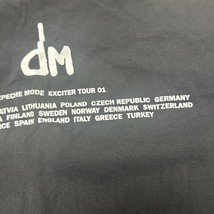 dm
EPECHE MODE EXCITER TOUR 01
ATVIA LITHUANIA POLAND CZECH REPUBLIC GERMANY
A FINLAND SWEDEN NORWAY DENMARK SWITZERLAND
CE SPAIN ENGLAND ITALY GREECE TURKEY